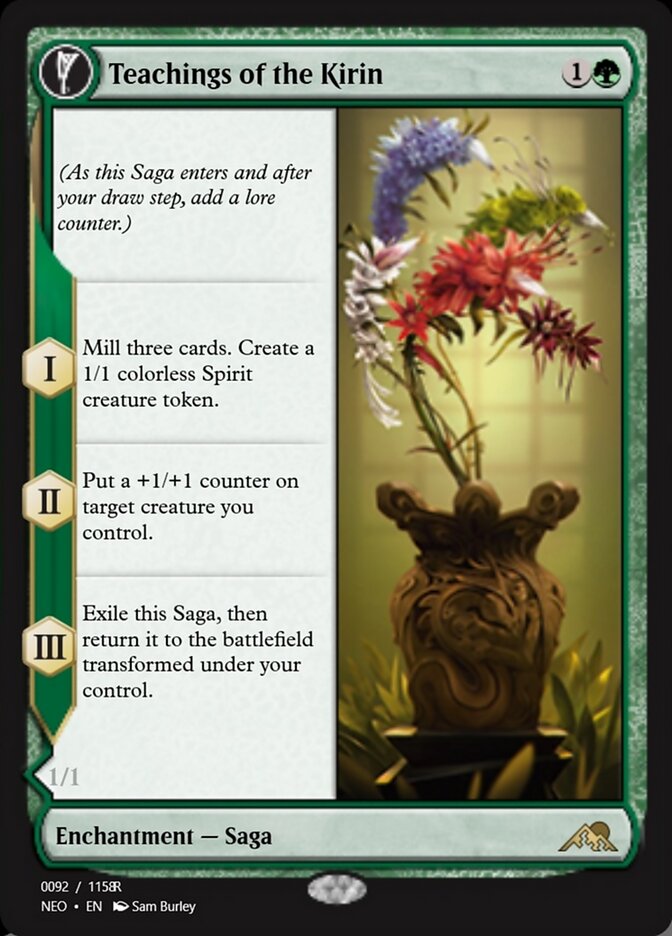 Teachings of the Kirin
1
(As this Saga enters and after
your draw step, add a lore
counter.)
I
Mill three cards. Create a
1/1 colorless Spirit
creature token.
II
Put a +1/+1 counter on
target creature you
control.
III
Exile this Saga, then
return it to the battlefield
transformed under your
control.
1/1
Enchantment — Saga
0092 / 1158R
NEO • EN Sam Burley